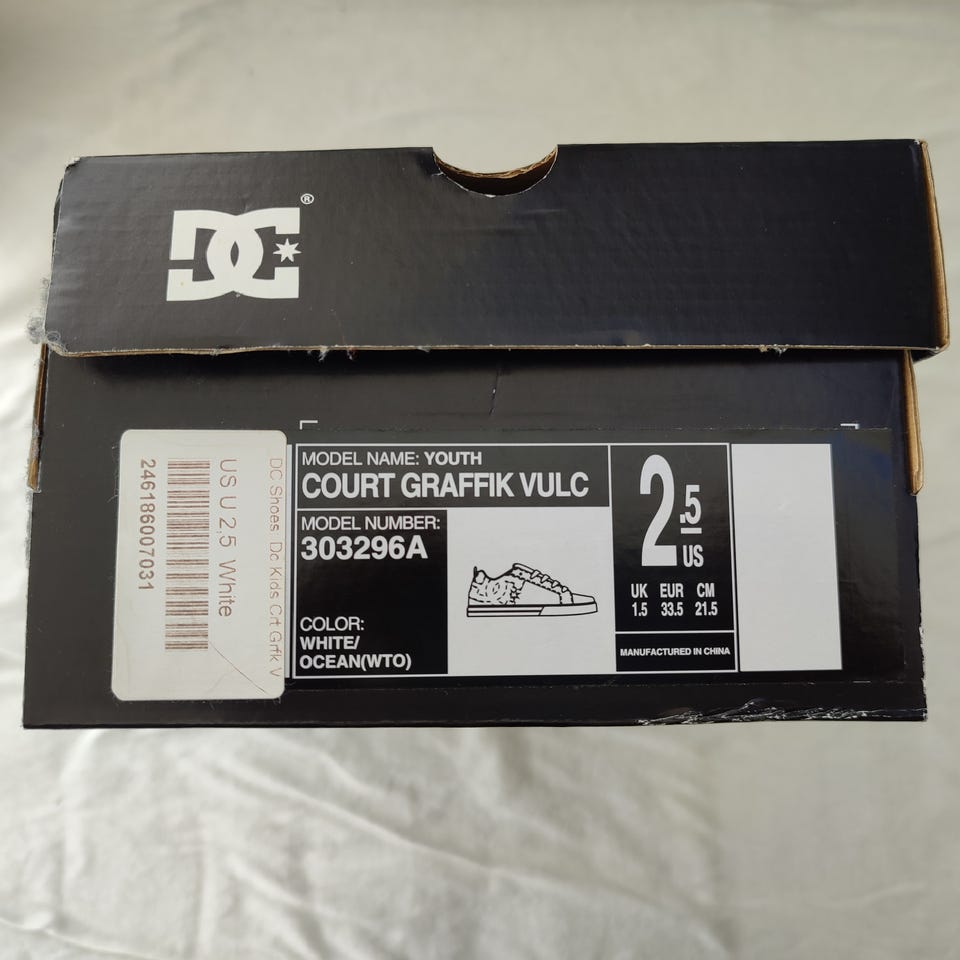 DC®
DC Shoes Dc Kids Crt Grfk V
US U 2,5 White
246186007031
MODEL NAME: YOUTH
COURT GRAFFIK VULC
MODEL NUMBER:
303296A
COLOR:
WHITE/
OCEAN(WTO)
2.5
US
UK EUR CM
1.5 33.5 21.5
MANUFACTURED IN CHINA